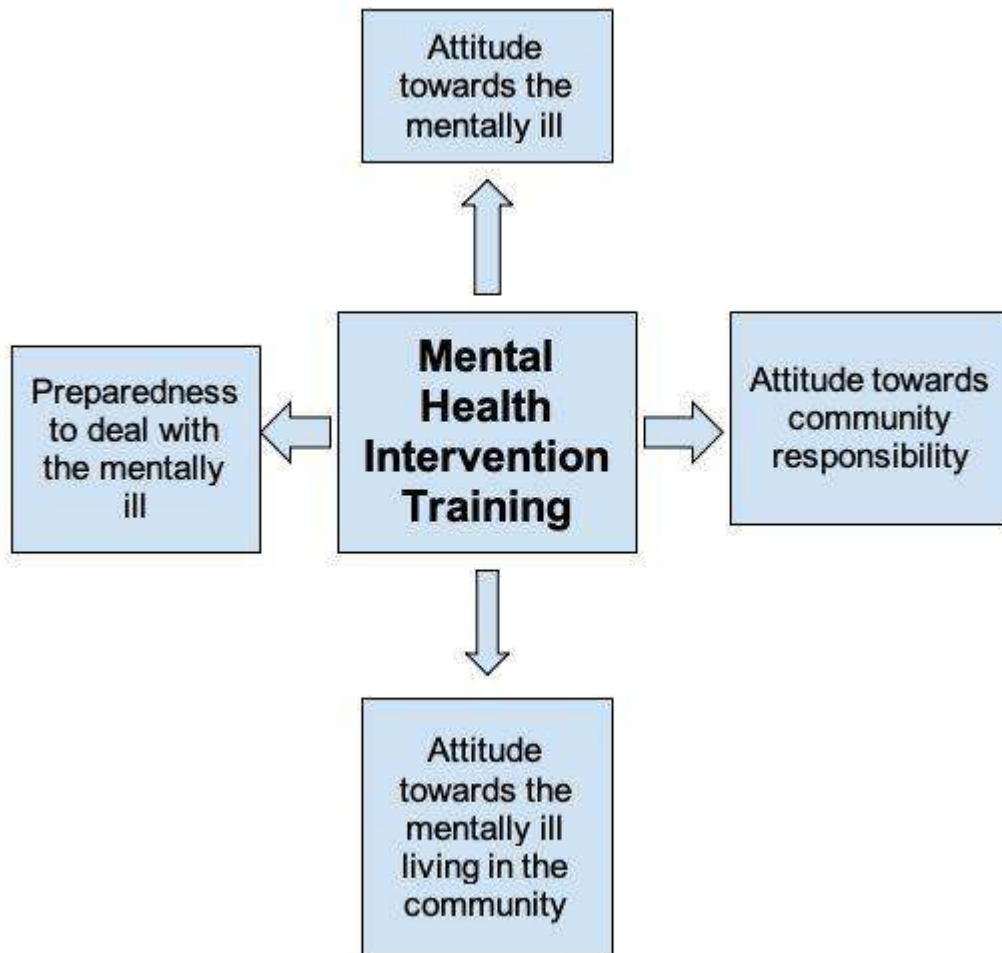 Attitude
towards the
mentally ill
Preparedness
to deal with
the mentally
ill
Mental
Health
Intervention
Training
Attitude towards
community
responsibility
Attitude
towards the
mentally ill
living in the
community